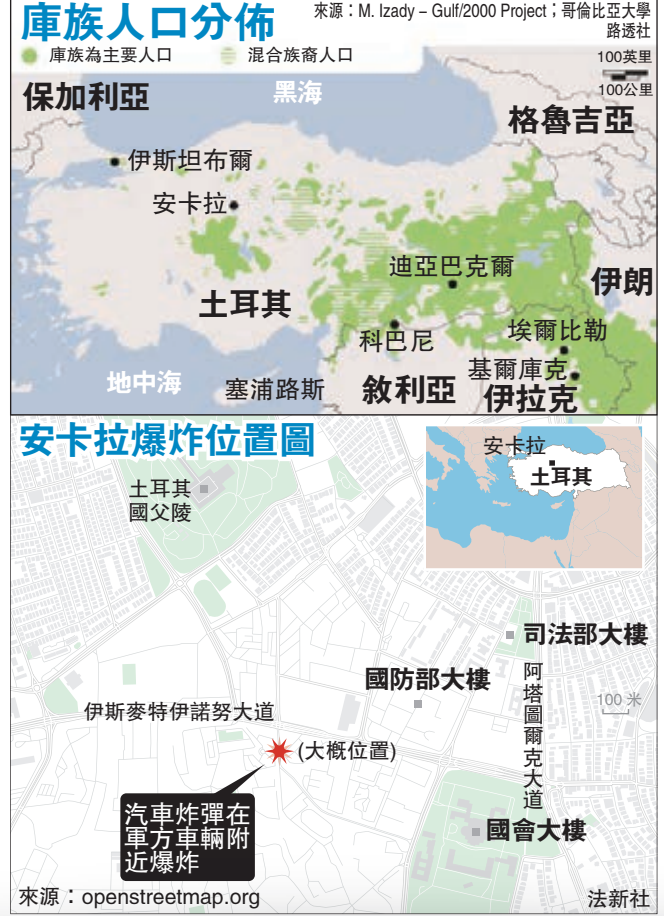 庫族人口分佈
來源：M. Izady – Gulf/2000 Project；哥倫比亞大學
路透社
庫族為主要人口
混合族裔人口
100英里
100公里
保加利亞
黑海
格魯吉亞
伊斯坦布爾
安卡拉
迪亞巴克爾
伊朗
土耳其
科巴尼
埃爾比勒
基爾庫克
地中海
塞浦路斯
敘利亞
伊拉克
安卡拉爆炸位置圖
安卡拉
土耳其
土耳其
國父陵
司法部大樓
國防部大樓
阿塔圖爾克大道
100 米
伊斯麥特伊諾努大道
(大概位置)
汽車炸彈在
軍方車輛附
近爆炸
國會大樓
來源：openstreetmap.org
法新社